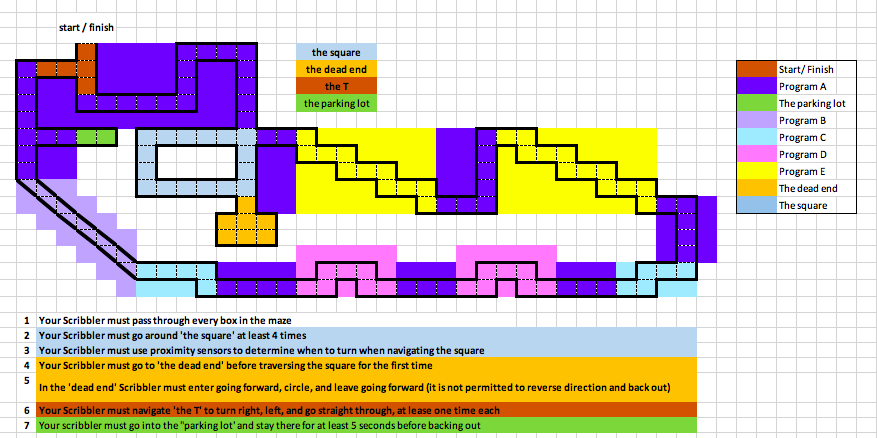 start / finish
the square
the dead end
the T
the parking lot
Start/ Finish
Program A
The parking lot
Program B
Program C
Program D
Program E
The dead end
The square
1 Your Scribbler must pass through every box in the maze
2 Your Scribbler must go around 'the square' at least 4 times
3 Your Scribbler must use proximity sensors to determine when to turn when navigating the square
4 Your Scribbler must go to 'the dead end' before traversing the square for the first time
5 In the 'dead end' Scribbler must enter going forward, circle, and leave going forward (it is not permitted to reverse direction and back out)
6 Your Scribbler must navigate 'the T' to turn right, left, and go straight through, at lease one time each
7 Your scribbler must go into the "parking lot' and stay there for at least 5 seconds before backing out